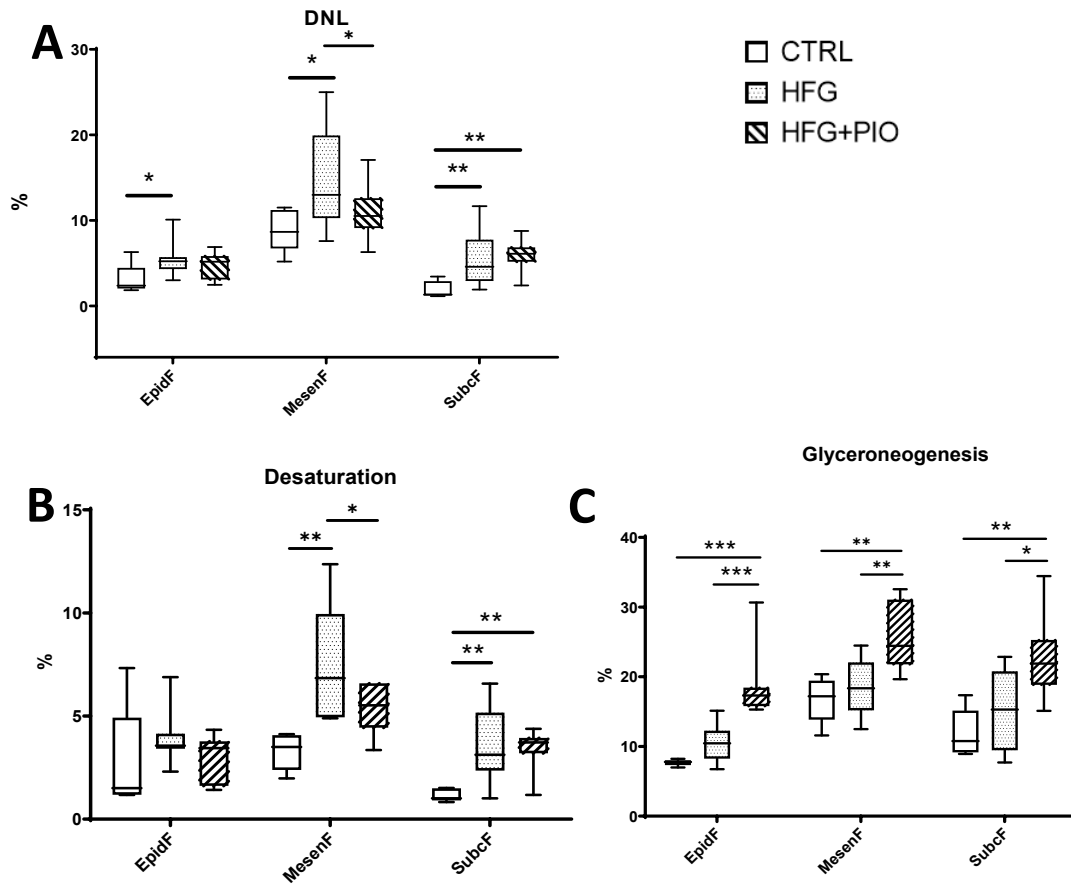 A
DNL
30
20
10
0
%
*
*
*
**
**
EpidF
MesenF
SubcF
CTRL
HFG
HFG+PIO
B
Desaturation
15
10
5
0
%
**
*
**
**
EpidF
MesenF
SubcF
C
Glyceroneogenesis
40
30
20
10
0
%
***
***
**
**
**
*
EpidF
MesenF
SubcF